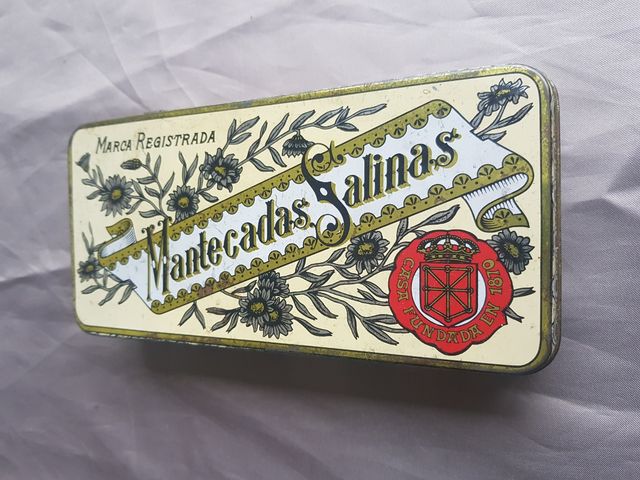 Marca Registrada
Mantecadas Salinas
CASA FUNDADA EN 1870